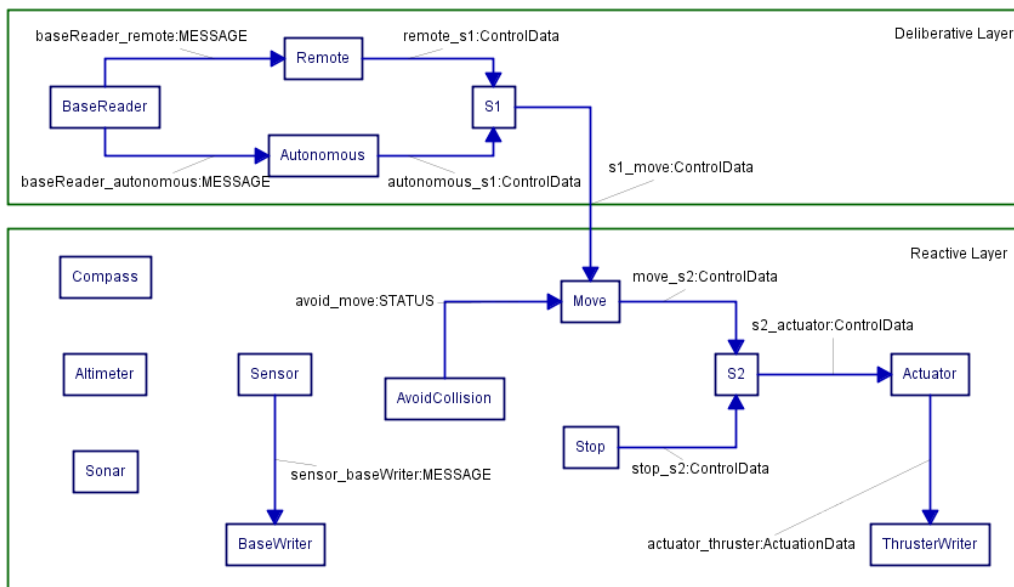 Deliberative Layer
baseReader_remote:MESSAGE
remote_s1:ControlData
Remote
BaseReader
S1
Autonomous
baseReader_autonomous:MESSAGE
autonomous_s1:ControlData
s1_move:ControlData
Reactive Layer
Compass
avoid_move:STATUS
Move
move_s2:ControlData
s2_actuator:ControlData
Altimeter
Sensor
AvoidCollision
S2
Actuator
Stop
stop_s2:ControlData
Sonar
sensor_baseWriter:MESSAGE
BaseWriter
actuator_thruster:ActuationData
ThrusterWriter